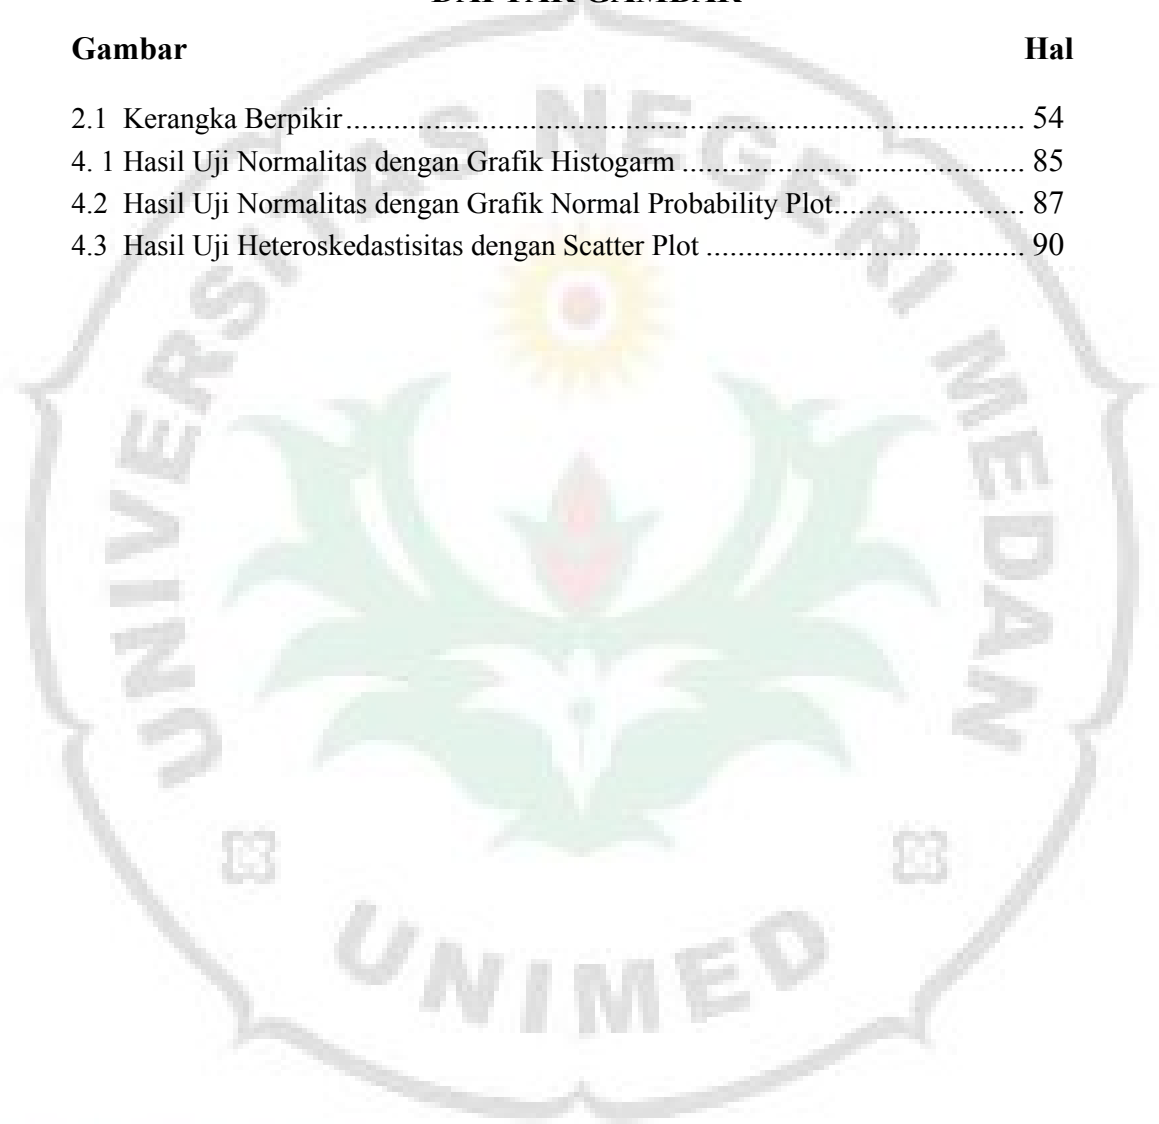 DAFTAR GAMBAR
Gambar Hal
2.1 Kerangka Berpikir ..................................................................................... 54
4. 1 Hasil Uji Normalitas dengan Grafik Histogarm ........................................... 85
4.2 Hasil Uji Normalitas dengan Grafik Normal Probability Plot........................ 87
4.3 Hasil Uji Heteroskedastisitas dengan Scatter Plot ........................................ 90
UNIVERSITAS NEGERI MEDAN
UNIMED